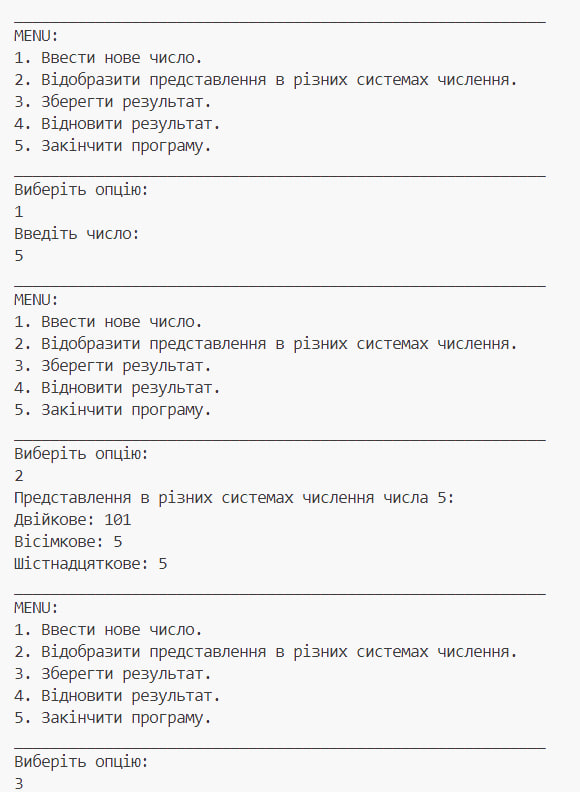 MENU:
1. Ввести нове число.
2. Відобразити представлення в різних системах числення.
3. Зберегти результат.
4. Відновити результат.
5. Закінчити програму.
Виберіть опцію:
1
Введіть число:
5
MENU:
1. Ввести нове число.
2. Відобразити представлення в різних системах числення.
3. Зберегти результат.
4. Відновити результат.
5. Закінчити програму.
Виберіть опцію:
2
Представлення в різних системах числення числа 5:
Двійкове: 101
Вісімкове: 5
Шістнадцяткове: 5
MENU:
1. Ввести нове число.
2. Відобразити представлення в різних системах числення.
3. Зберегти результат.
4. Відновити результат.
5. Закінчити програму.
Виберіть опцію:
3